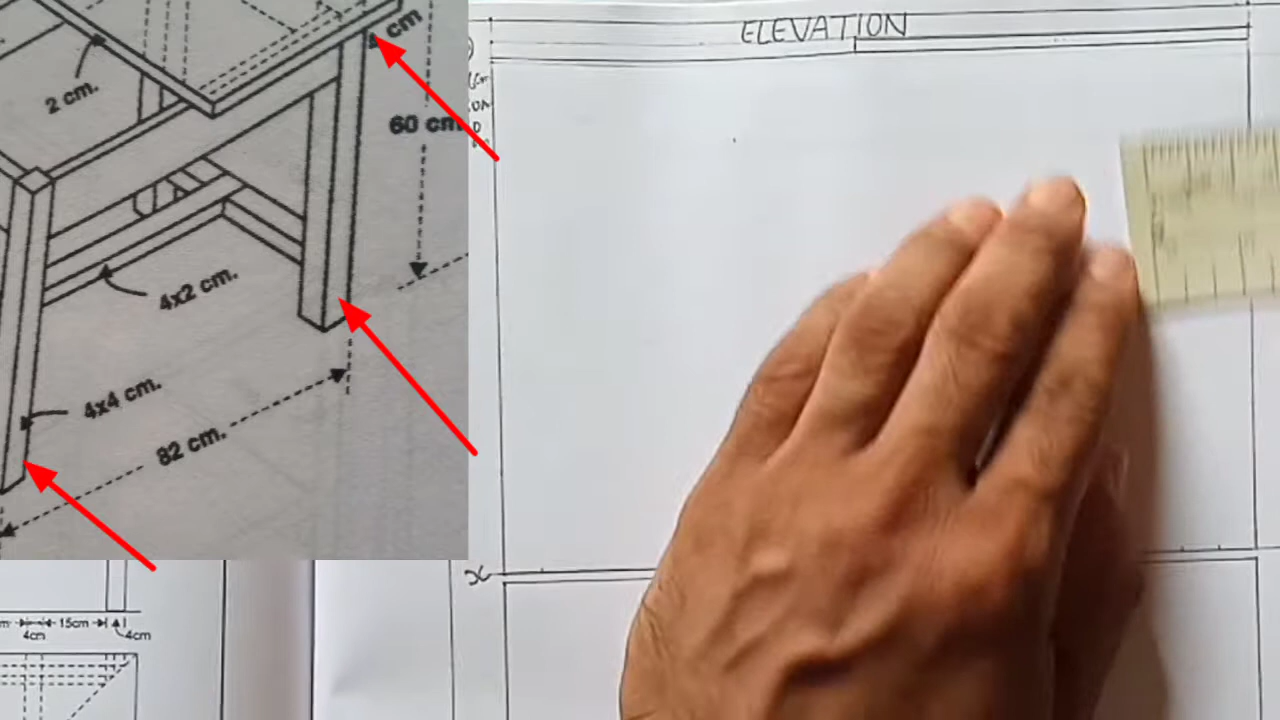 2 cm.
cm
60 cm
4x2 cm.
4x4 cm.
82 cm.
ELEVATION
x
15cm
4cm
4cm